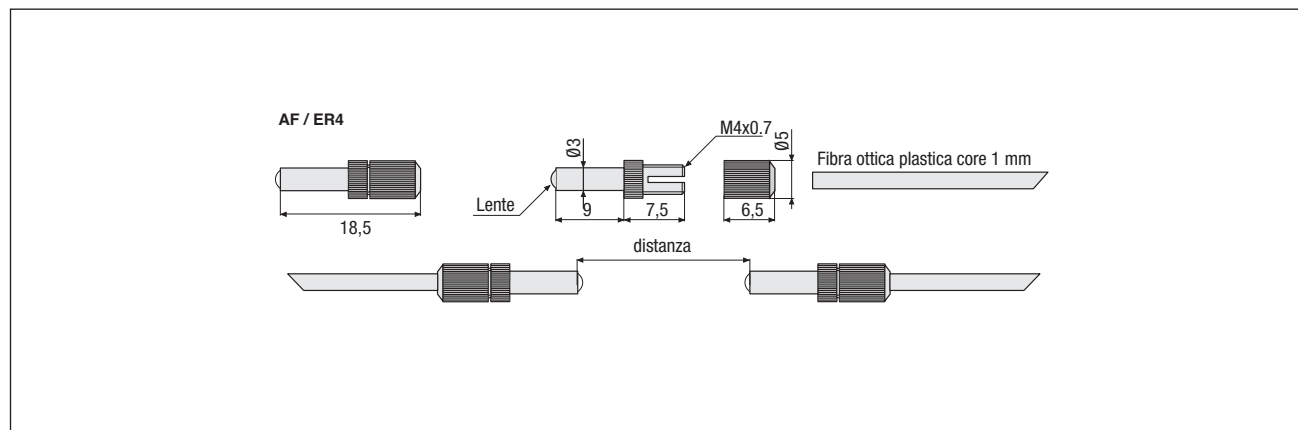 AF / ER4
M4x0.7
Ø3
Ø5
Fibra ottica plastica core 1 mm
Lente
9
7,5
6,5
18,5
distanza